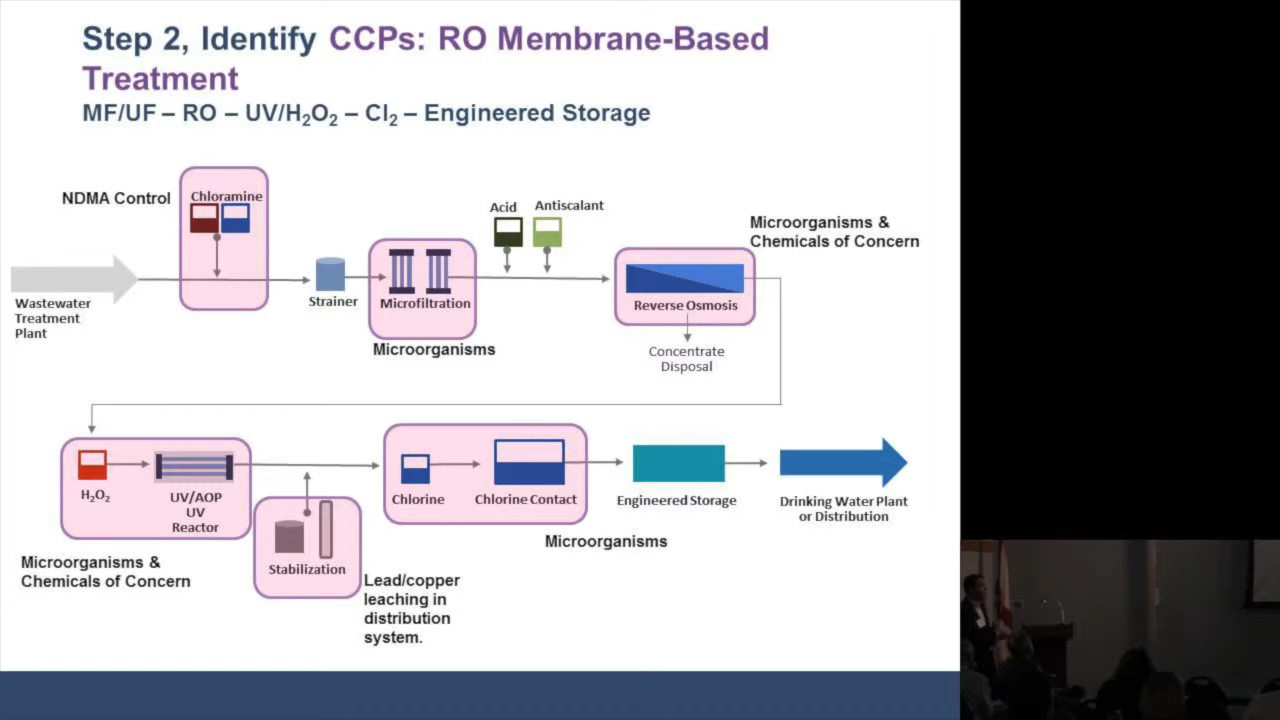 Step 2, Identify CCPs: RO Membrane-Based
Treatment
MF/UF – RO – UV/H₂O₂ – Cl₂ – Engineered Storage
NDMA Control
Chloramine
Acid
Antiscalant
Microorganisms &
Chemicals of Concern
Wastewater
Treatment
Plant
Strainer
Microfiltration
Reverse Osmosis
Microorganisms
Concentrate
Disposal
H₂O₂
UV/AOP
UV
Reactor
Chlorine
Chlorine Contact
Engineered Storage
Drinking Water Plant
or Distribution
Microorganisms
Microorganisms &
Chemicals of Concern
Stabilization
Lead/copper
leaching in
distribution
system.